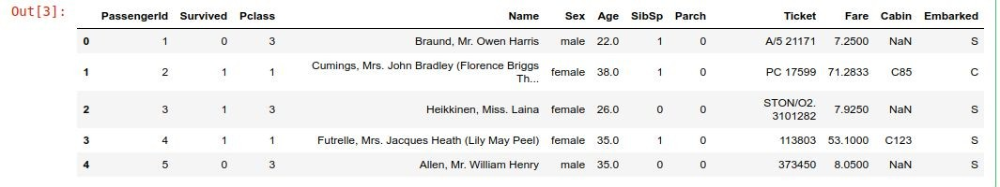 Out[3]:
PassengerId Survived Pclass Name Sex Age SibSp Parch Ticket Fare Cabin Embarked
0 1 0 3 Braund, Mr. Owen Harris male 22.0 1 0 A/5 21171 7.2500 NaN S
1 2 1 1 Cumings, Mrs. John Bradley (Florence Briggs Th... female 38.0 1 0 PC 17599 71.2833 C85 C
2 3 1 3 Heikkinen, Miss. Laina female 26.0 0 0 STON/O2. 3101282 7.9250 NaN S
3 4 1 1 Futrelle, Mrs. Jacques Heath (Lily May Peel) female 35.0 1 0 113803 53.1000 C123 S
4 5 0 3 Allen, Mr. William Henry male 35.0 0 0 373450 8.0500 NaN S